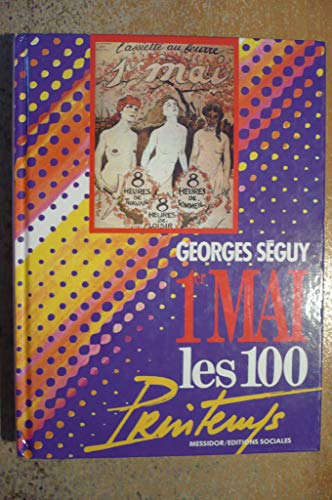 l'assiette au beurre
1er mai
8
HEURES
DE
TRAVAIL
8
HEURES
DE
LOISIR
8
HEURES
DE
SOMMEIL
GEORGES SÉGUY
1er MAI
les 100
Printemps
MESSIDOR/EDITIONS SOCIALES